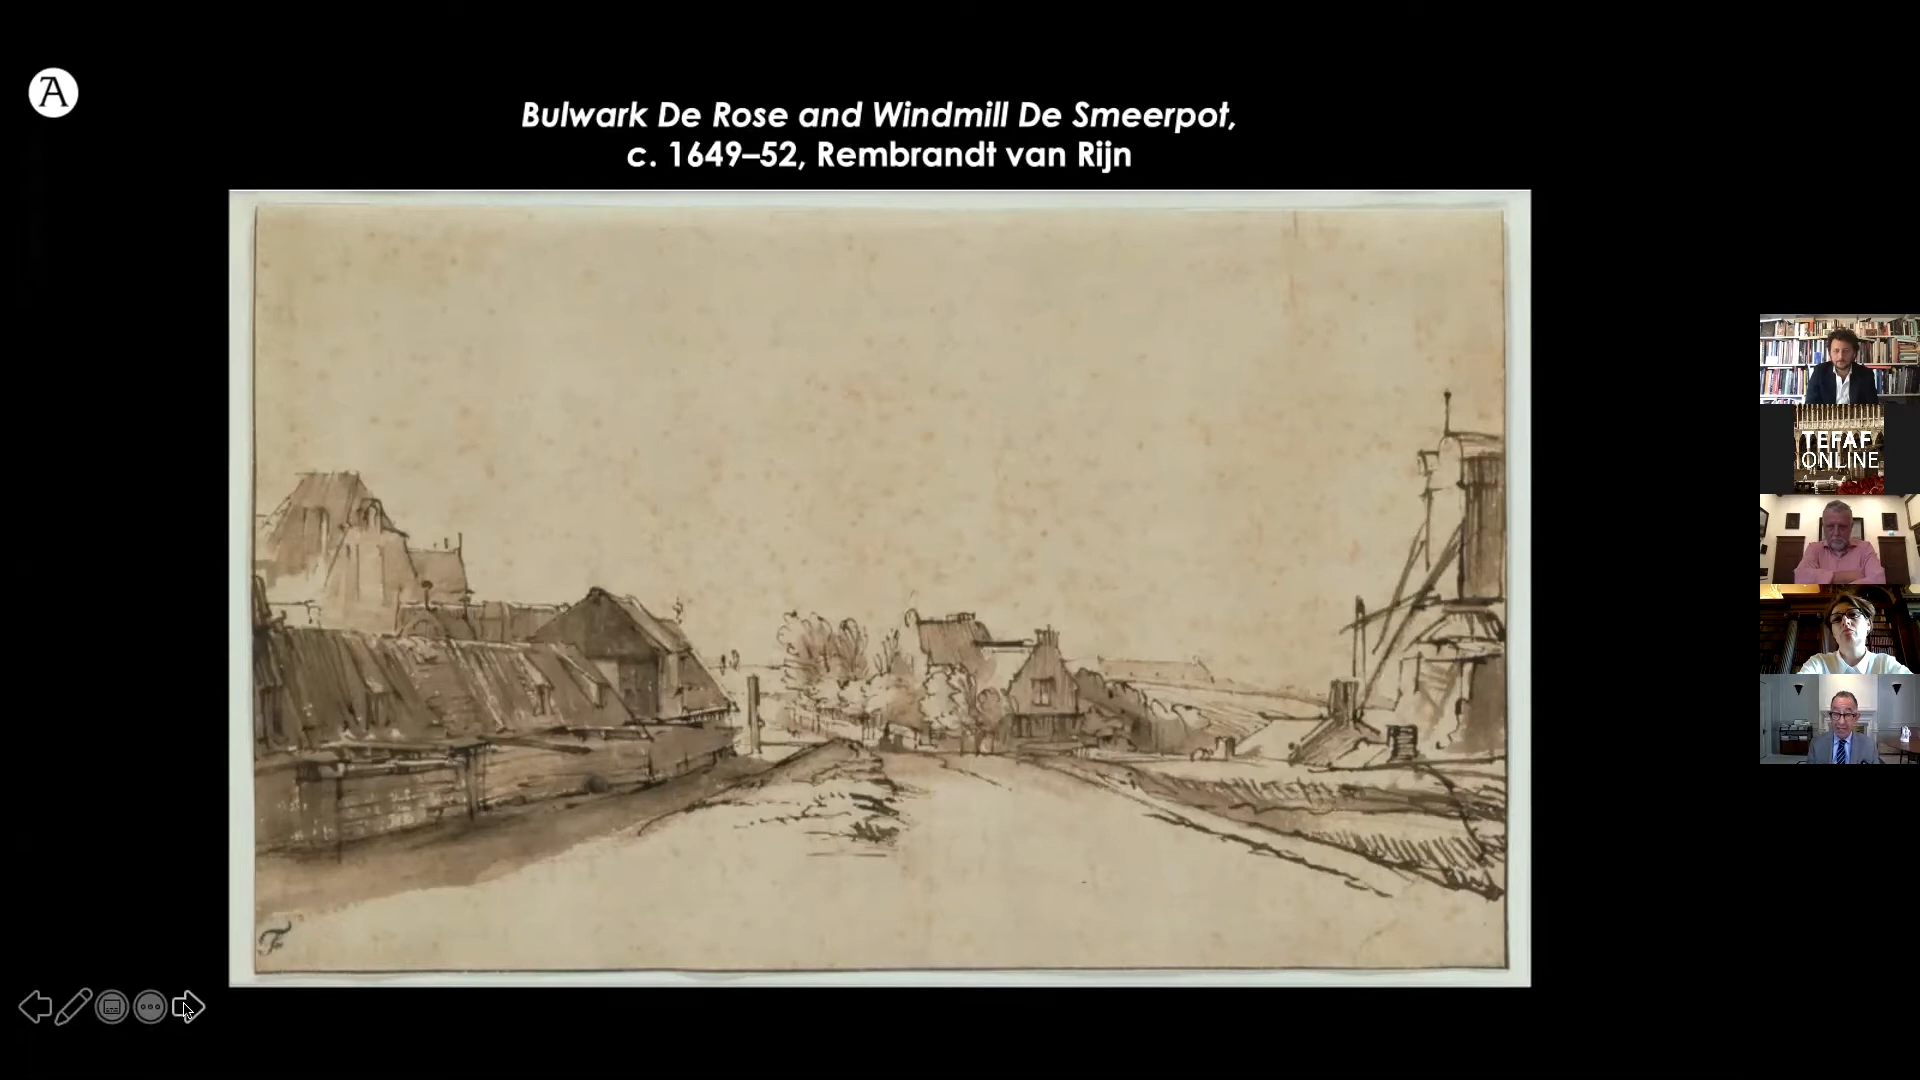 A
Bulwark De Rose and Windmill De Smeerpot,
c. 1649–52, Rembrandt van Rijn
F
TEFAF
ONLINE